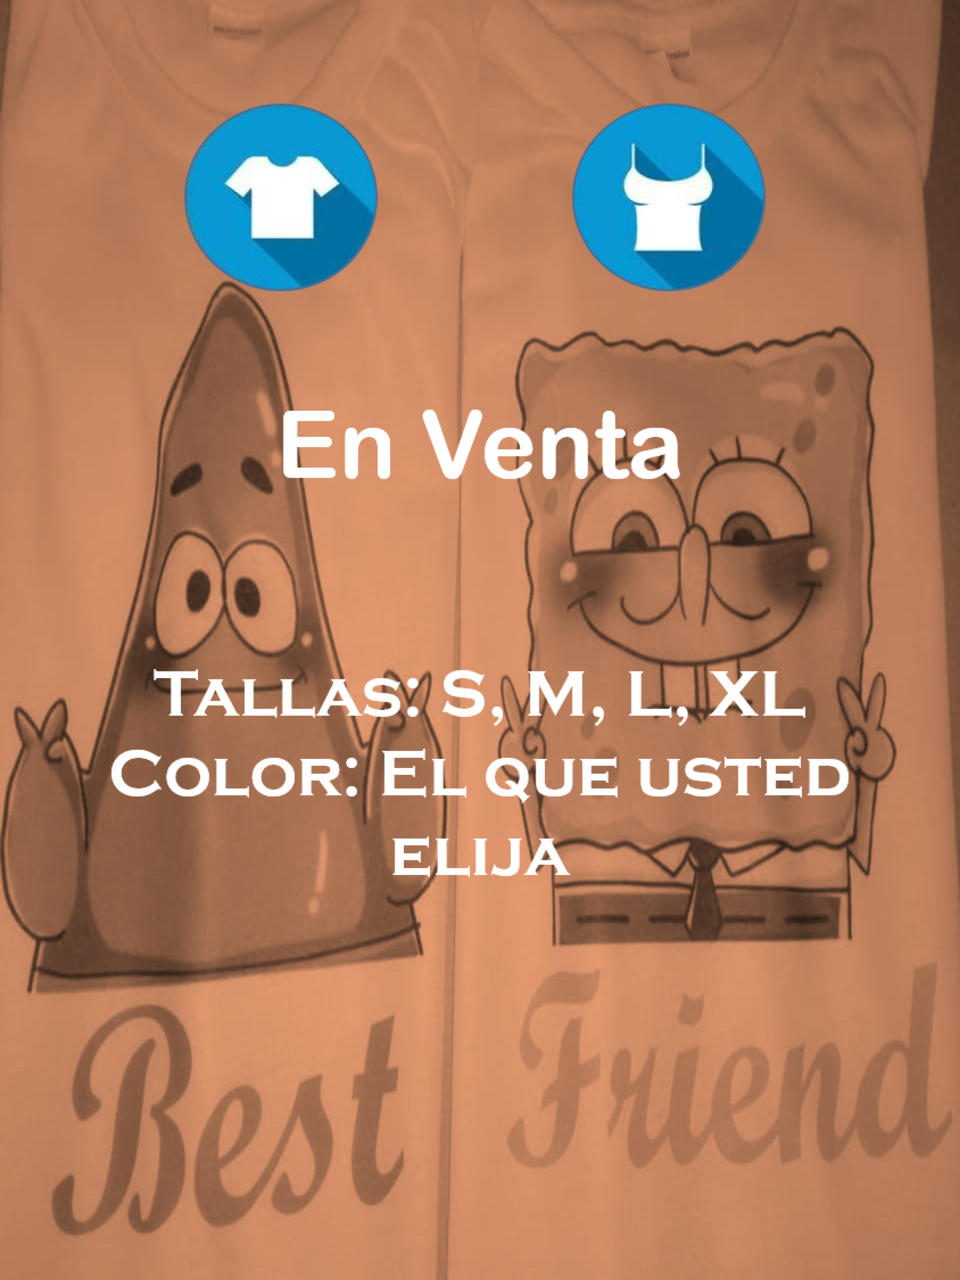 En Venta
Tallas: S, M, L, XL
Color: El que usted
elija
Best Friend